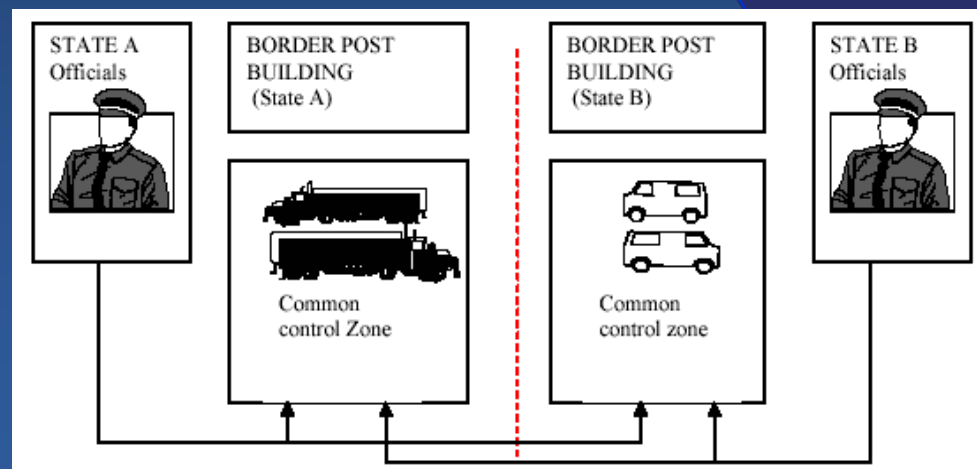 STATE A
Officials
BORDER POST
BUILDING
(State A)
BORDER POST
BUILDING
(State B)
STATE B
Officials
Common
control Zone
Common
control zone